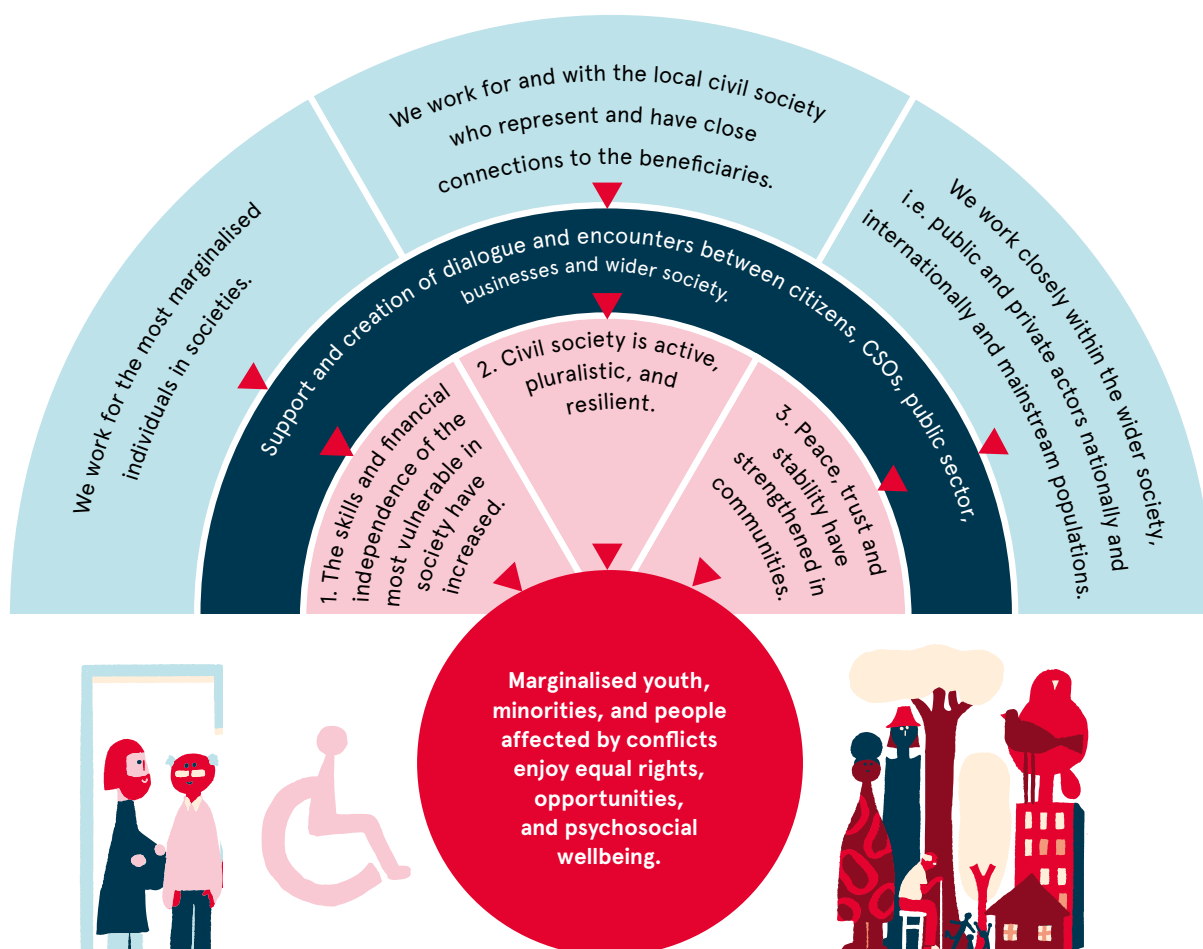 We work for the most marginalised
individuals in societies.
We work for and with the local civil society
who represent and have close
connections to the beneficiaries.
We work closely within the wider society,
i.e. public and private actors nationally and
internationally and mainstream populations.
Support and creation of dialogue and encounters between citizens, CSOs, public sector,
businesses and wider society.
1. The skills and financial
independence of the
most vulnerable in
society have
increased.
2. Civil society is active,
pluralistic, and
resilient.
3. Peace, trust and
stability have
strengthened in
communities.
Marginalised youth,
minorities, and people
affected by conflicts
enjoy equal rights,
opportunities,
and psychosocial
wellbeing.